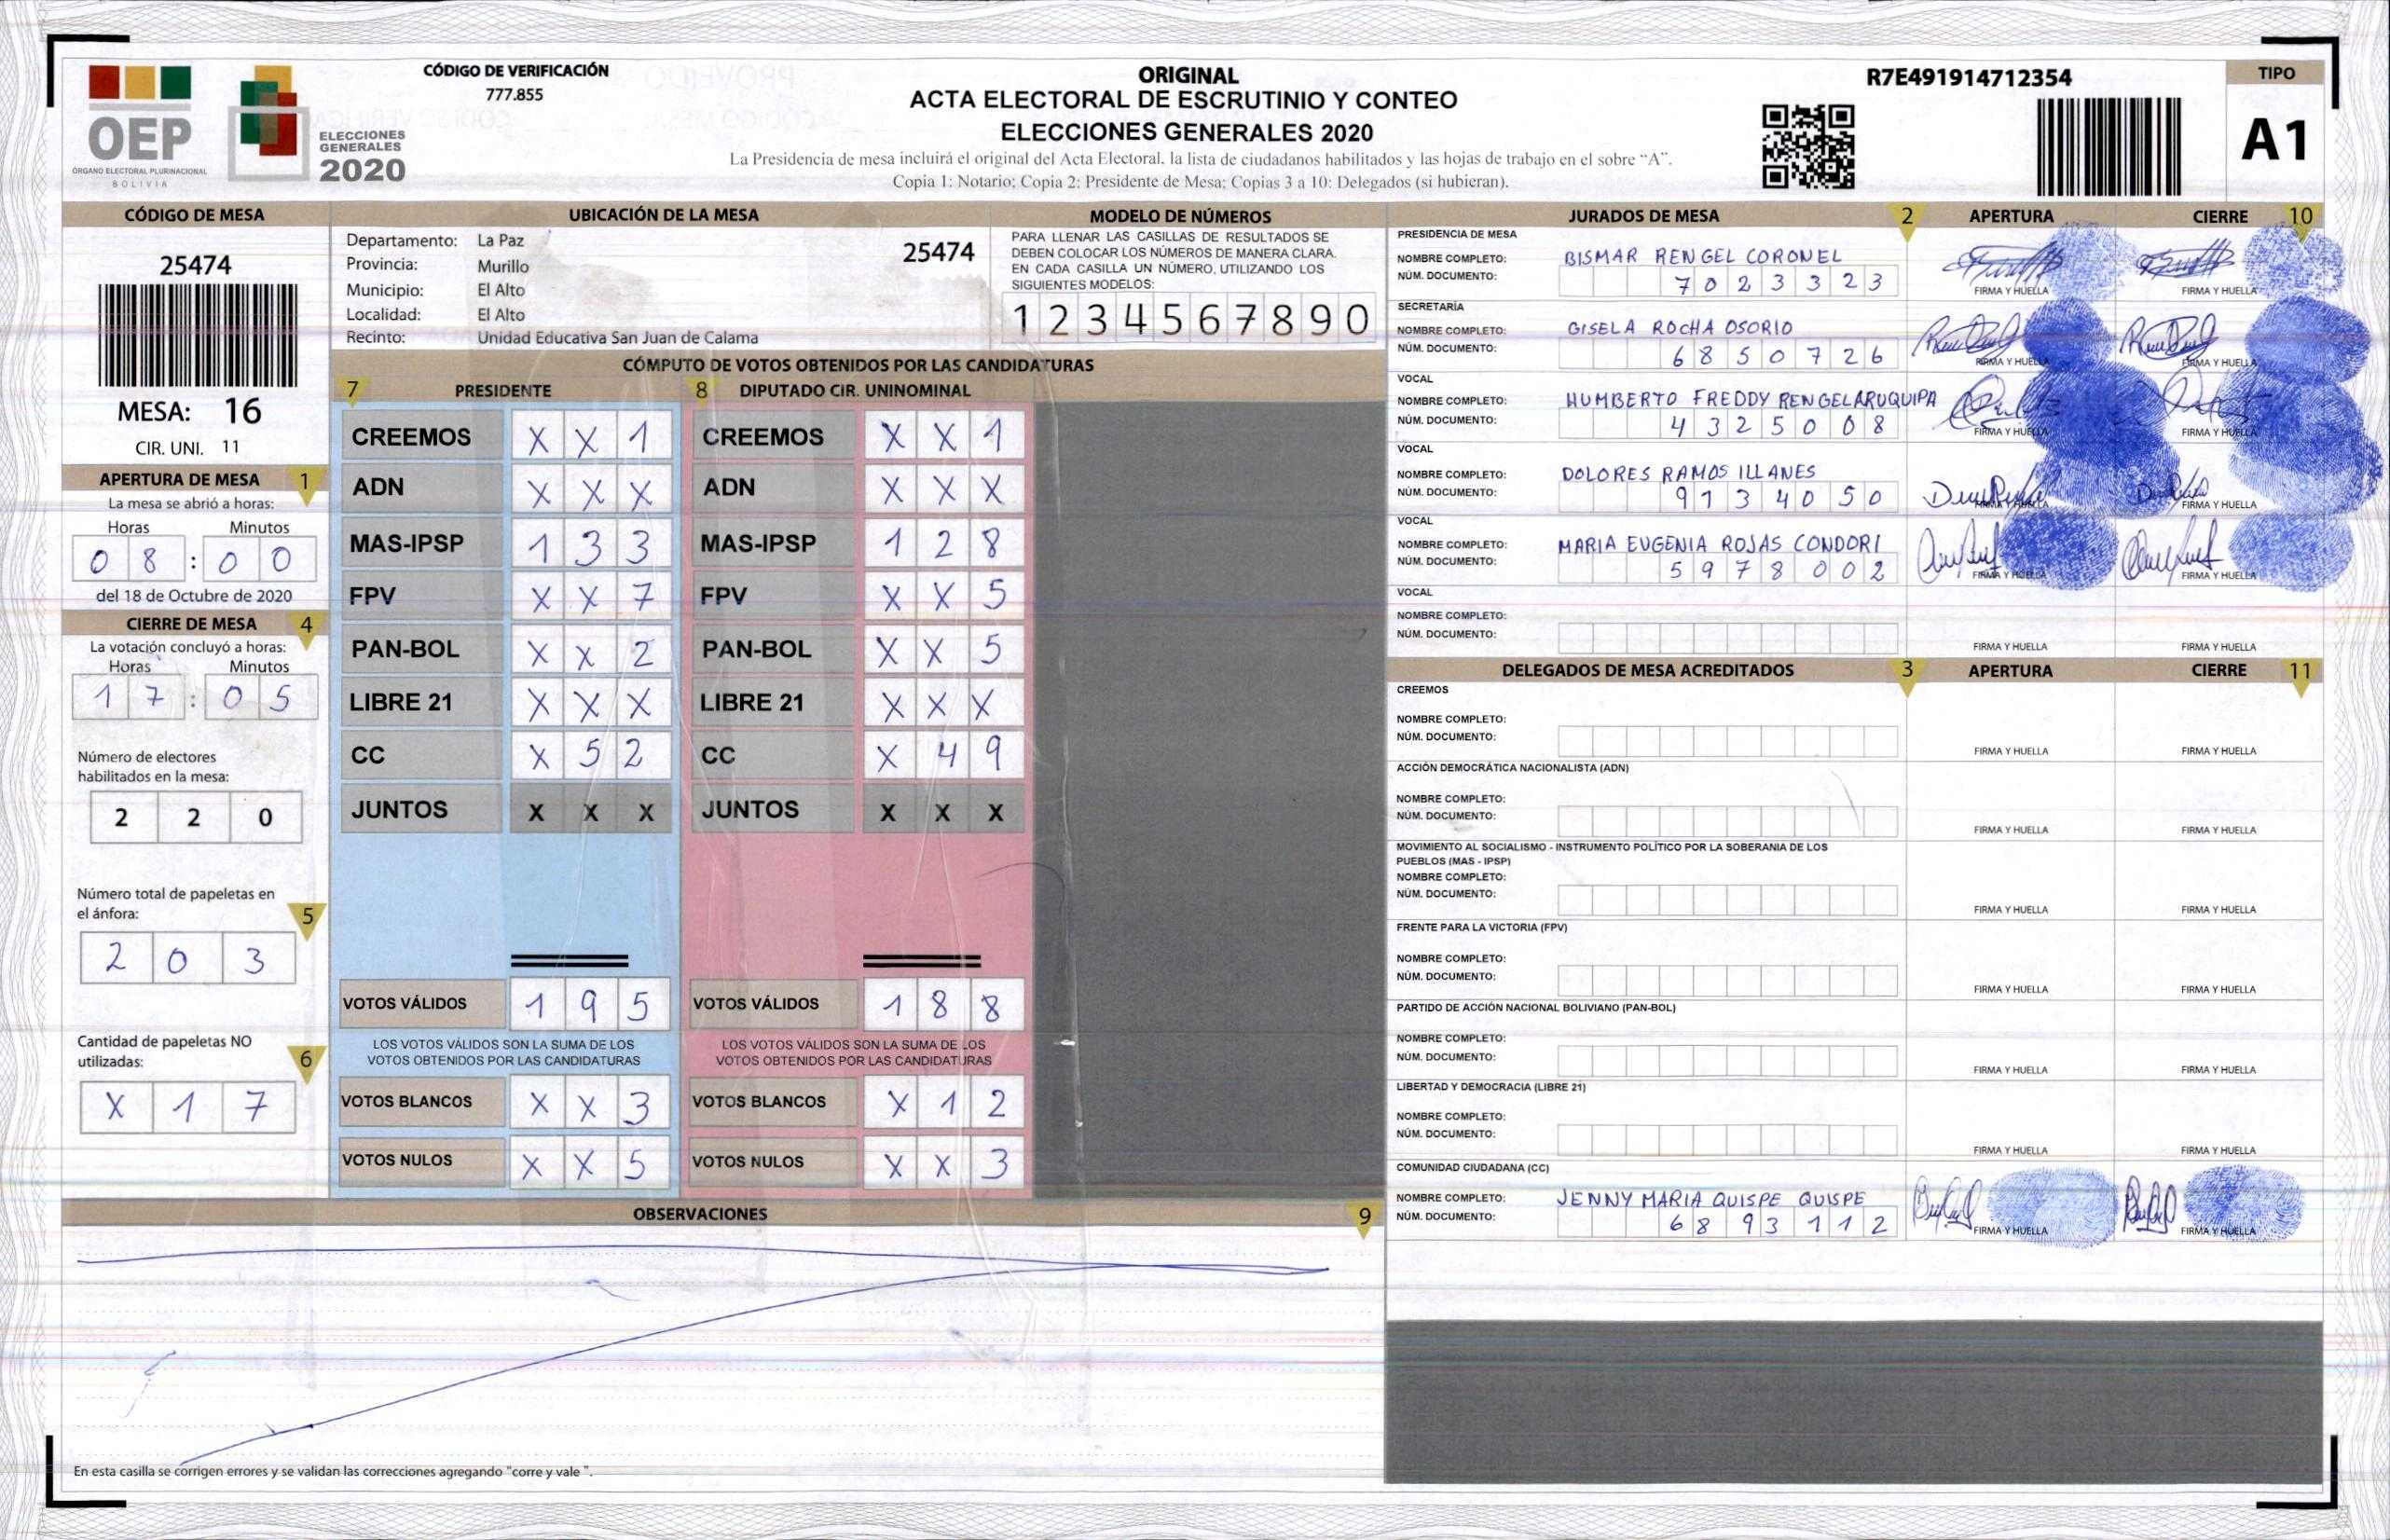 OEP
ÓRGANO ELECTORAL PLURINACIONAL
BOLIVIA
ELECCIONES
GENERALES
2020
CÓDIGO DE VERIFICACIÓN
777.855
ORIGINAL
ACTA ELECTORAL DE ESCRUTINIO Y CONTEO
ELECCIONES GENERALES 2020
La Presidencia de mesa incluirá el original del Acta Electoral, la lista de ciudadanos habilitados y las hojas de trabajo en el sobre “A”.
Copia 1: Notario; Copia 2: Presidente de Mesa; Copias 3 a 10: Delegados (si hubieran).
R7E491914712354
TIPO
A1
CÓDIGO DE MESA
25474
MESA: 16
CIR. UNI. 11
APERTURA DE MESA 1
La mesa se abrió a horas:
Horas Minutos
0 8 : 0 0
del 18 de Octubre de 2020
CIERRE DE MESA 4
La votación concluyó a horas:
Horas Minutos
1 7 : 0 5
Número de electores
habilitados en la mesa:
2 2 0
Número total de papeletas en
el ánfora: 5
2 0 3
Cantidad de papeletas NO
utilizadas: 6
X 1 7
UBICACIÓN DE LA MESA
Departamento: La Paz
Provincia: Murillo
Municipio: El Alto
Localidad: El Alto
Recinto: Unidad Educativa San Juan de Calama
25474
MODELO DE NÚMEROS
PARA LLENAR LAS CASILLAS DE RESULTADOS SE
DEBEN COLOCAR LOS NÚMEROS DE MANERA CLARA.
EN CADA CASILLA UN NÚMERO, UTILIZANDO LOS
SIGUIENTES MODELOS:
1 2 3 4 5 6 7 8 9 0
CÓMPUTO DE VOTOS OBTENIDOS POR LAS CANDIDATURAS
7 PRESIDENTE 8 DIPUTADO CIR. UNINOMINAL
CREEMOS X X 1 CREEMOS X X 1
ADN X X X ADN X X X
MAS-IPSP 1 3 3 MAS-IPSP 1 2 8
FPV X X 7 FPV X X 5
PAN-BOL X X 2 PAN-BOL X X 5
LIBRE 21 X X X LIBRE 21 X X X
CC X 5 2 CC X 4 9
JUNTOS X X X JUNTOS X X X
VOTOS VÁLIDOS 1 9 5 VOTOS VÁLIDOS 1 8 8
LOS VOTOS VÁLIDOS SON LA SUMA DE LOS LOS VOTOS VÁLIDOS SON LA SUMA DE LOS
VOTOS OBTENIDOS POR LAS CANDIDATURAS VOTOS OBTENIDOS POR LAS CANDIDATURAS
VOTOS BLANCOS X X 3 VOTOS BLANCOS X 1 2
VOTOS NULOS X X 5 VOTOS NULOS X X 3
OBSERVACIONES 9
En esta casilla se corrigen errores y se validan las correcciones agregando "corre y vale ".
JURADOS DE MESA 2 APERTURA CIERRE 10
PRESIDENCIA DE MESA
NOMBRE COMPLETO: BISMAR RENGEL CORONEL
NÚM. DOCUMENTO: 7 0 2 3 3 2 3
FIRMA Y HUELLA FIRMA Y HUELLA
SECRETARÍA
NOMBRE COMPLETO: GISELA ROCHA OSORIO
NÚM. DOCUMENTO: 6 8 5 0 7 2 6
FIRMA Y HUELLA FIRMA Y HUELLA
VOCAL
NOMBRE COMPLETO: HUMBERTO FREDDY RENGEL ARUQUIPA
NÚM. DOCUMENTO: 4 3 2 5 0 0 8
FIRMA Y HUELLA FIRMA Y HUELLA
VOCAL
NOMBRE COMPLETO: DOLORES RAMOS ILLANES
NÚM. DOCUMENTO: 9 1 3 4 0 5 0
FIRMA Y HUELLA FIRMA Y HUELLA
VOCAL
NOMBRE COMPLETO: MARIA EUGENIA ROJAS CONDORI
NÚM. DOCUMENTO: 5 9 7 8 0 0 2
FIRMA Y HUELLA FIRMA Y HUELLA
VOCAL
NOMBRE COMPLETO:
NÚM. DOCUMENTO:
FIRMA Y HUELLA FIRMA Y HUELLA
DELEGADOS DE MESA ACREDITADOS 3 APERTURA CIERRE 11
CREEMOS
NOMBRE COMPLETO:
NÚM. DOCUMENTO:
FIRMA Y HUELLA FIRMA Y HUELLA
ACCIÓN DEMOCRÁTICA NACIONALISTA (ADN)
NOMBRE COMPLETO:
NÚM. DOCUMENTO:
FIRMA Y HUELLA FIRMA Y HUELLA
MOVIMIENTO AL SOCIALISMO - INSTRUMENTO POLÍTICO POR LA SOBERANIA DE LOS
PUEBLOS (MAS - IPSP)
NOMBRE COMPLETO:
NÚM. DOCUMENTO:
FIRMA Y HUELLA FIRMA Y HUELLA
FRENTE PARA LA VICTORIA (FPV)
NOMBRE COMPLETO:
NÚM. DOCUMENTO:
FIRMA Y HUELLA FIRMA Y HUELLA
PARTIDO DE ACCIÓN NACIONAL BOLIVIANO (PAN-BOL)
NOMBRE COMPLETO:
NÚM. DOCUMENTO:
FIRMA Y HUELLA FIRMA Y HUELLA
LIBERTAD Y DEMOCRACIA (LIBRE 21)
NOMBRE COMPLETO:
NÚM. DOCUMENTO:
FIRMA Y HUELLA FIRMA Y HUELLA
COMUNIDAD CIUDADANA (CC)
NOMBRE COMPLETO: JENNY MARIA QUISPE QUISPE
NÚM. DOCUMENTO: 6 8 9 3 1 1 2
FIRMA Y HUELLA FIRMA Y HUELLA